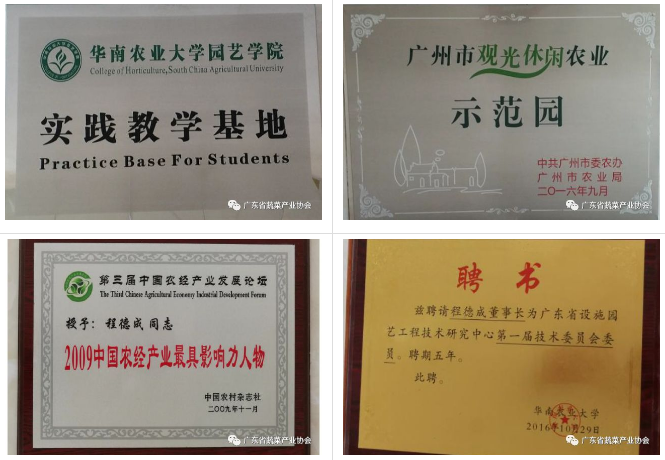 华南农业大学园艺学院
College of Horticulture, South China Agricultural University
实践教学基地
Practice Base For Students
广东省蔬菜产业协会
广州市观光休闲农业
示范园
中共广州市委农办
广州市农业局
二〇一六年九月
广东省蔬菜产业协会
第三届中国农经产业发展论坛
The Third Chinese Agricultural Economy Industrial Development Forum
授予：程德成同志
2009中国农经产业最具影响力人物
中国农村杂志社
二〇〇九年十一月
广东省蔬菜产业协会
聘书
兹聘请程德成董事长为广东省设施园
艺工程技术研究中心第一届技术委员会委
员。聘期五年。
此聘。
华南农业大学
2016年10月29日
广东省蔬菜产业协会